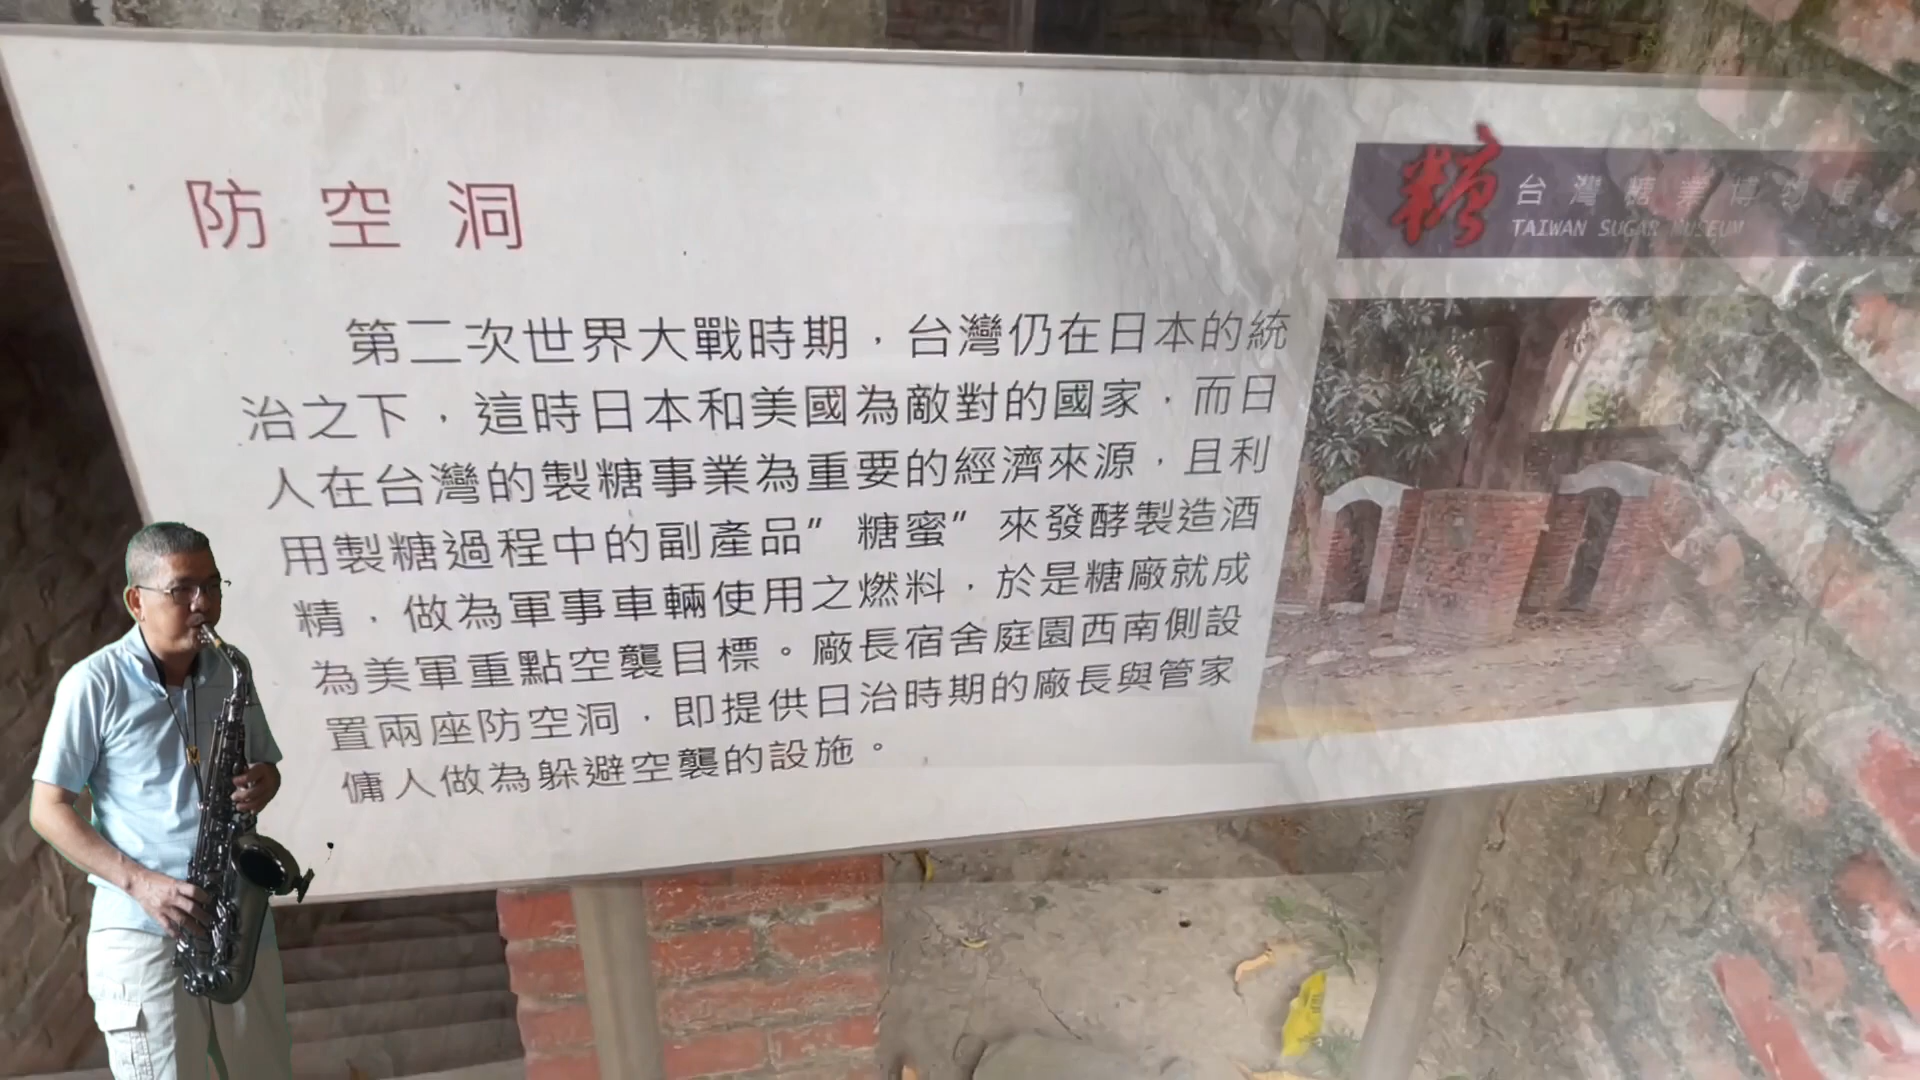 防空洞
糖
台灣糖業博物館
TAIWAN SUGAR MUSEUM
第二次世界大戰時期，台灣仍在日本的統
治之下，這時日本和美國為敵對的國家，而日
人在台灣的製糖事業為重要的經濟來源，且利
用製糖過程中的副產品”糖蜜”來發酵製造酒
精，做為軍事車輛使用之燃料，於是糖廠就成
為美軍重點空襲目標。廠長宿舍庭園西南側設
置兩座防空洞，即提供日治時期的廠長與管家
傭人做為躲避空襲的設施。